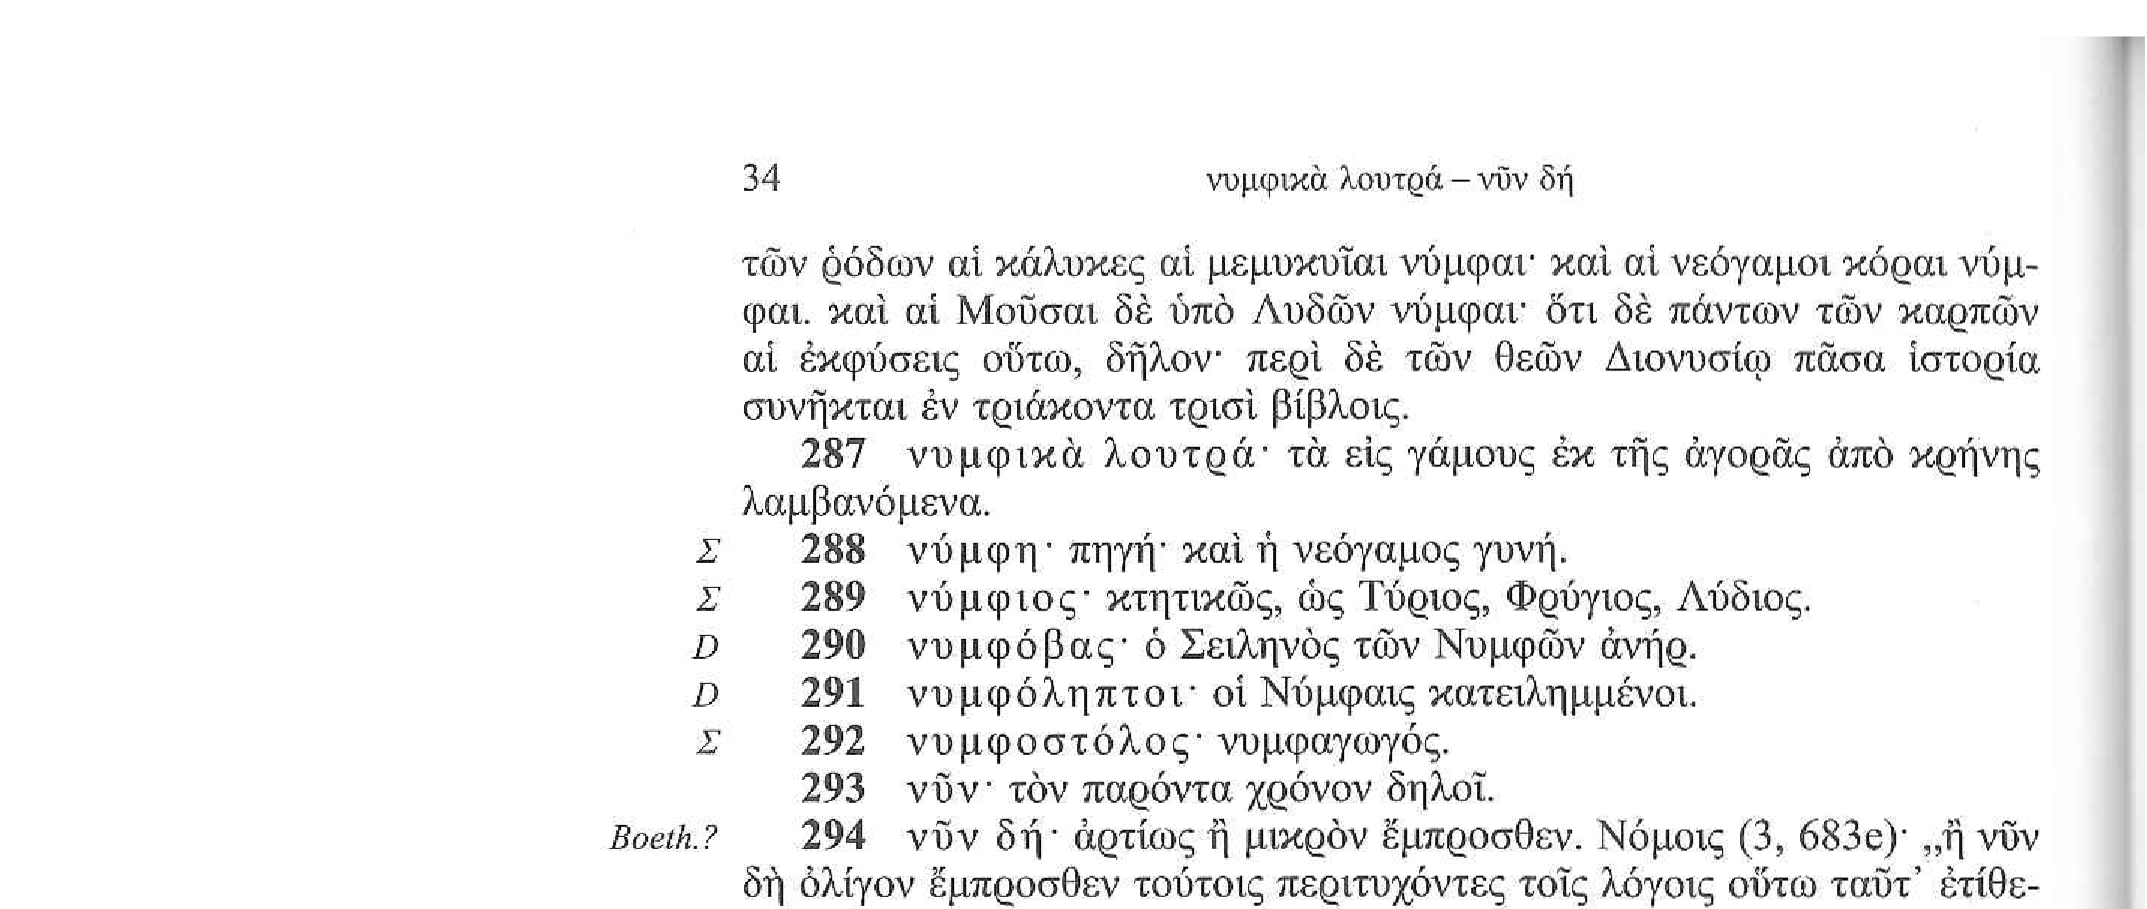 34 νυμφικὰ λουτρά – νῦν δή
τῶν ῥόδων αἱ κάλυκες αἱ μεμυκυῖαι νύμφαι· καὶ αἱ νεόγαμοι κόραι νύμ-
φαι. καὶ αἱ Μοῦσαι δὲ ὑπὸ Λυδῶν νύμφαι· ὅτι δὲ πάντων τῶν καρπῶν
αἱ ἐκφύσεις οὕτω, δῆλον· περὶ δὲ τῶν θεῶν Διονυσίῳ πᾶσα ἱστορία
συνῆκται ἐν τριάκοντα τρισὶ βίβλοις.
287 νυμφικὰ λουτρά· τὰ εἰς γάμους ἐκ τῆς ἀγορᾶς ἀπὸ κρήνης
λαμβανόμενα.
Σ 288 νύμφη· πηγή· καὶ ἡ νεόγαμος γυνή.
Σ 289 νύμφιος· κτητικῶς, ὡς Τύριος, Φρύγιος, Λύδιος.
D 290 νυμφόβας· ὁ Σειληνὸς τῶν Νυμφῶν ἀνήρ.
D 291 νυμφόληπτοι· οἱ Νύμφαις κατειλημμένοι.
Σ 292 νυμφοστόλος· νυμφαγωγός.
293 νῦν· τὸν παρόντα χρόνον δηλοῖ.
Boeth.? 294 νῦν δή· ἀρτίως ἢ μικρὸν ἔμπροσθεν. Νόμοις (3, 683e)· „ἢ νῦν
δὴ ὀλίγον ἔμπροσθεν τούτοις περιτυχόντες τοῖς λόγοις οὕτω ταῦτ’ ἐτίθε-